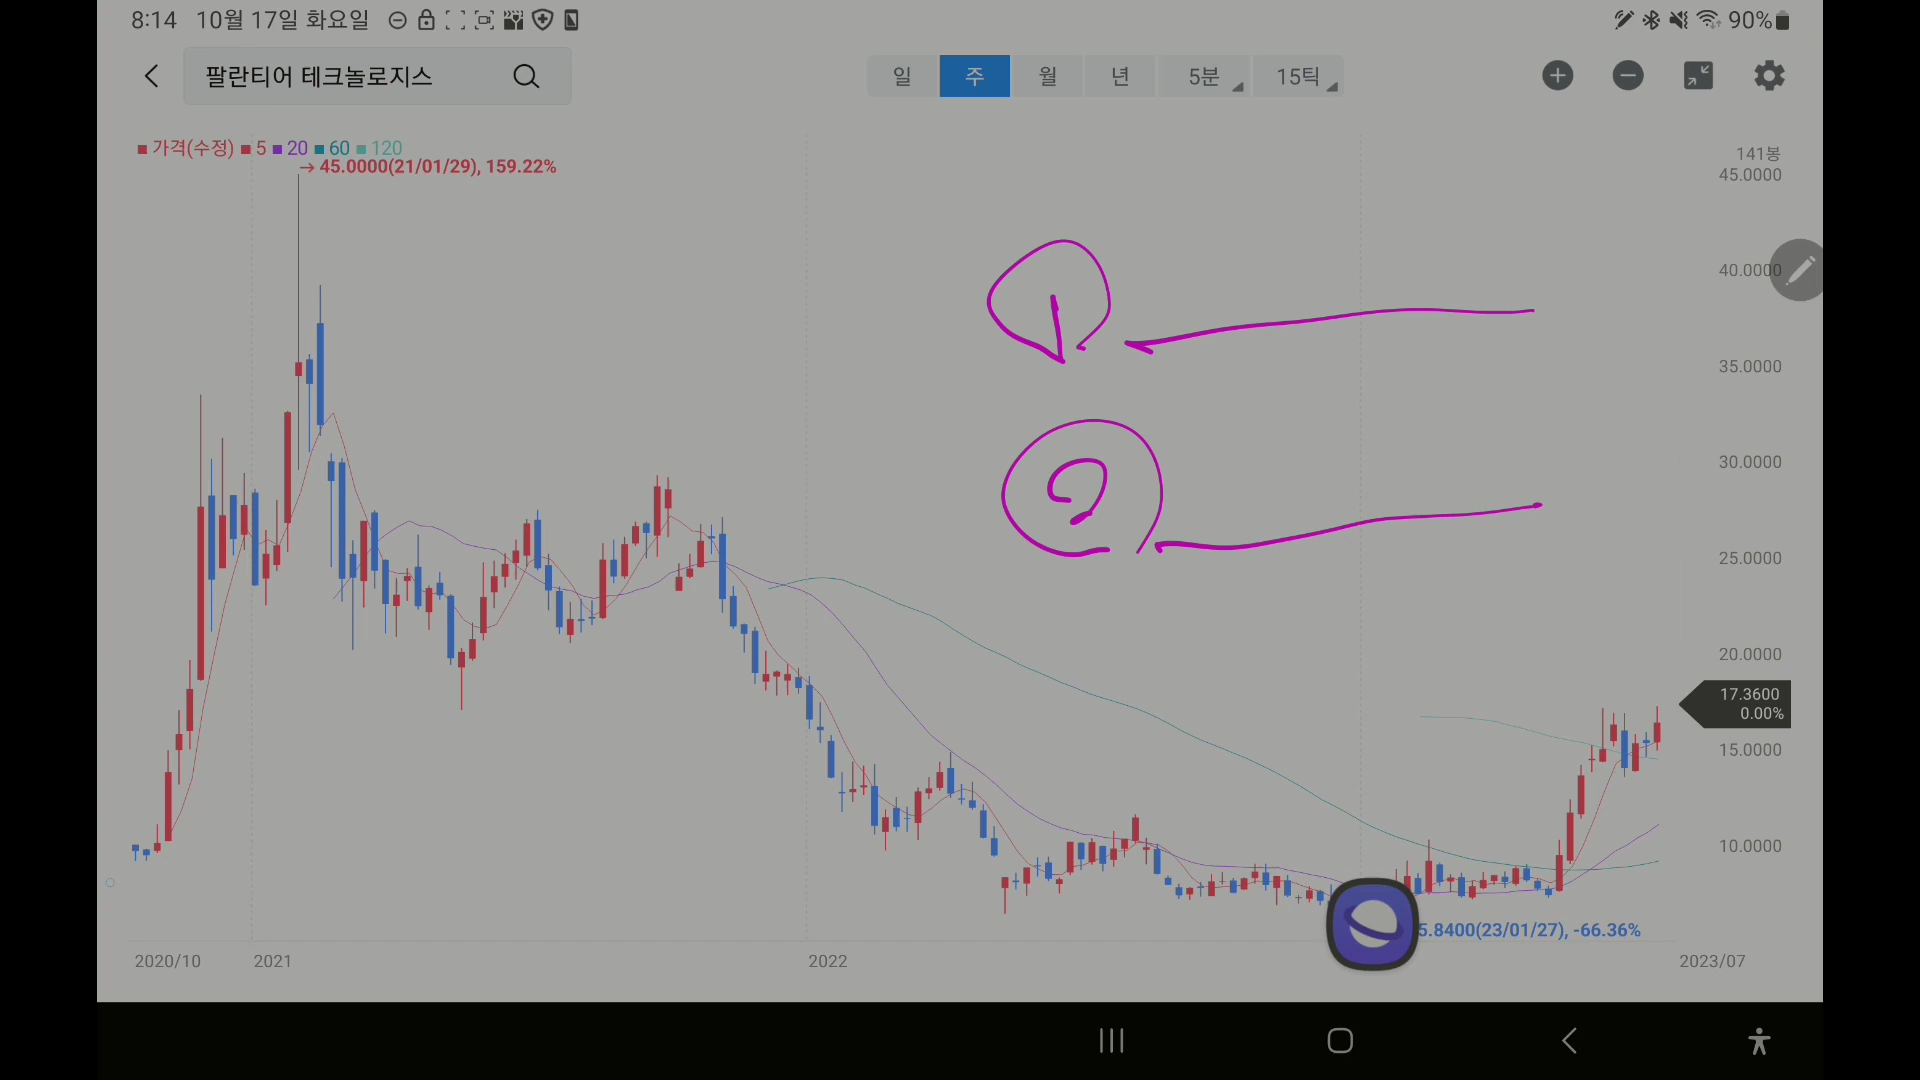 8:14 10월 17일 화요일 90%
팔란티어 테크놀로지스 일 주 월 년 5분 15틱
가격(수정) 5 20 60 120
141봉
45.0000(21/01/29), 159.22%
45.0000
40.0000
1
35.0000
30.0000
2
25.0000
20.0000
17.3600
0.00%
15.0000
10.0000
5.8400(23/01/27), -66.36%
2020/10 2021 2022 2023/07